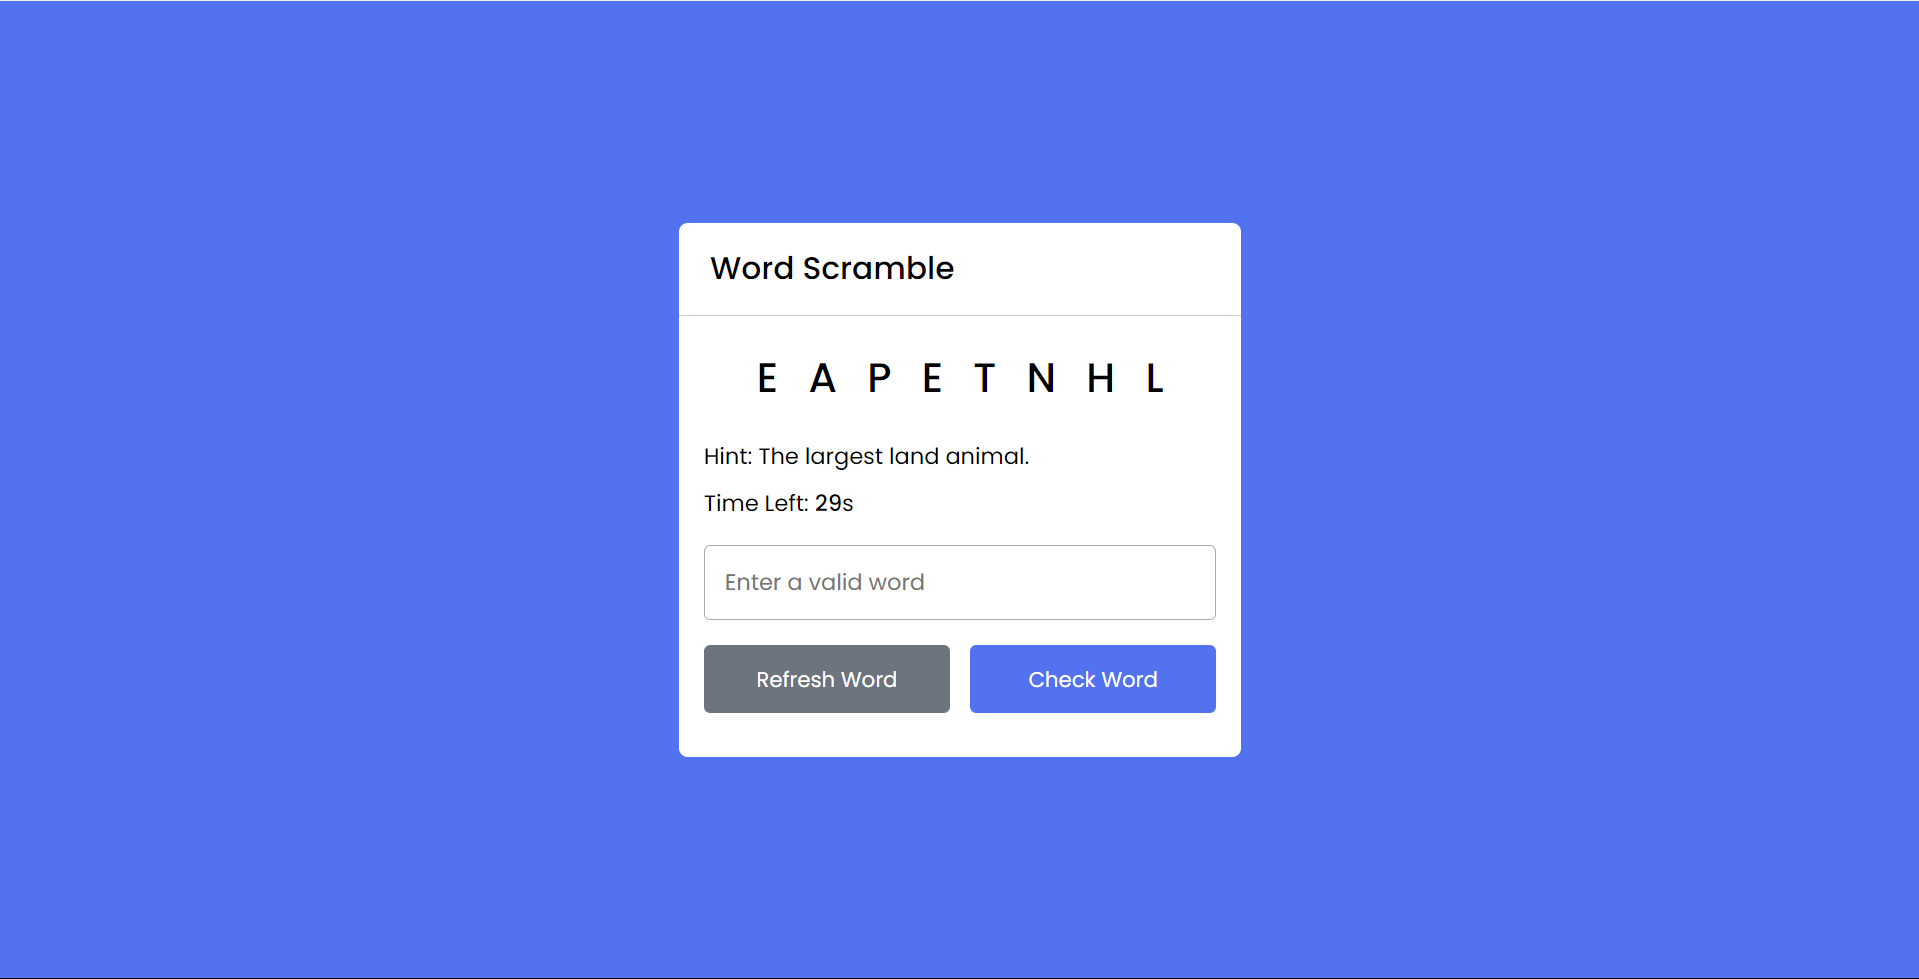 Word Scramble
E A P E T N H L
Hint: The largest land animal.
Time Left: 29s
Enter a valid word
Refresh Word
Check Word